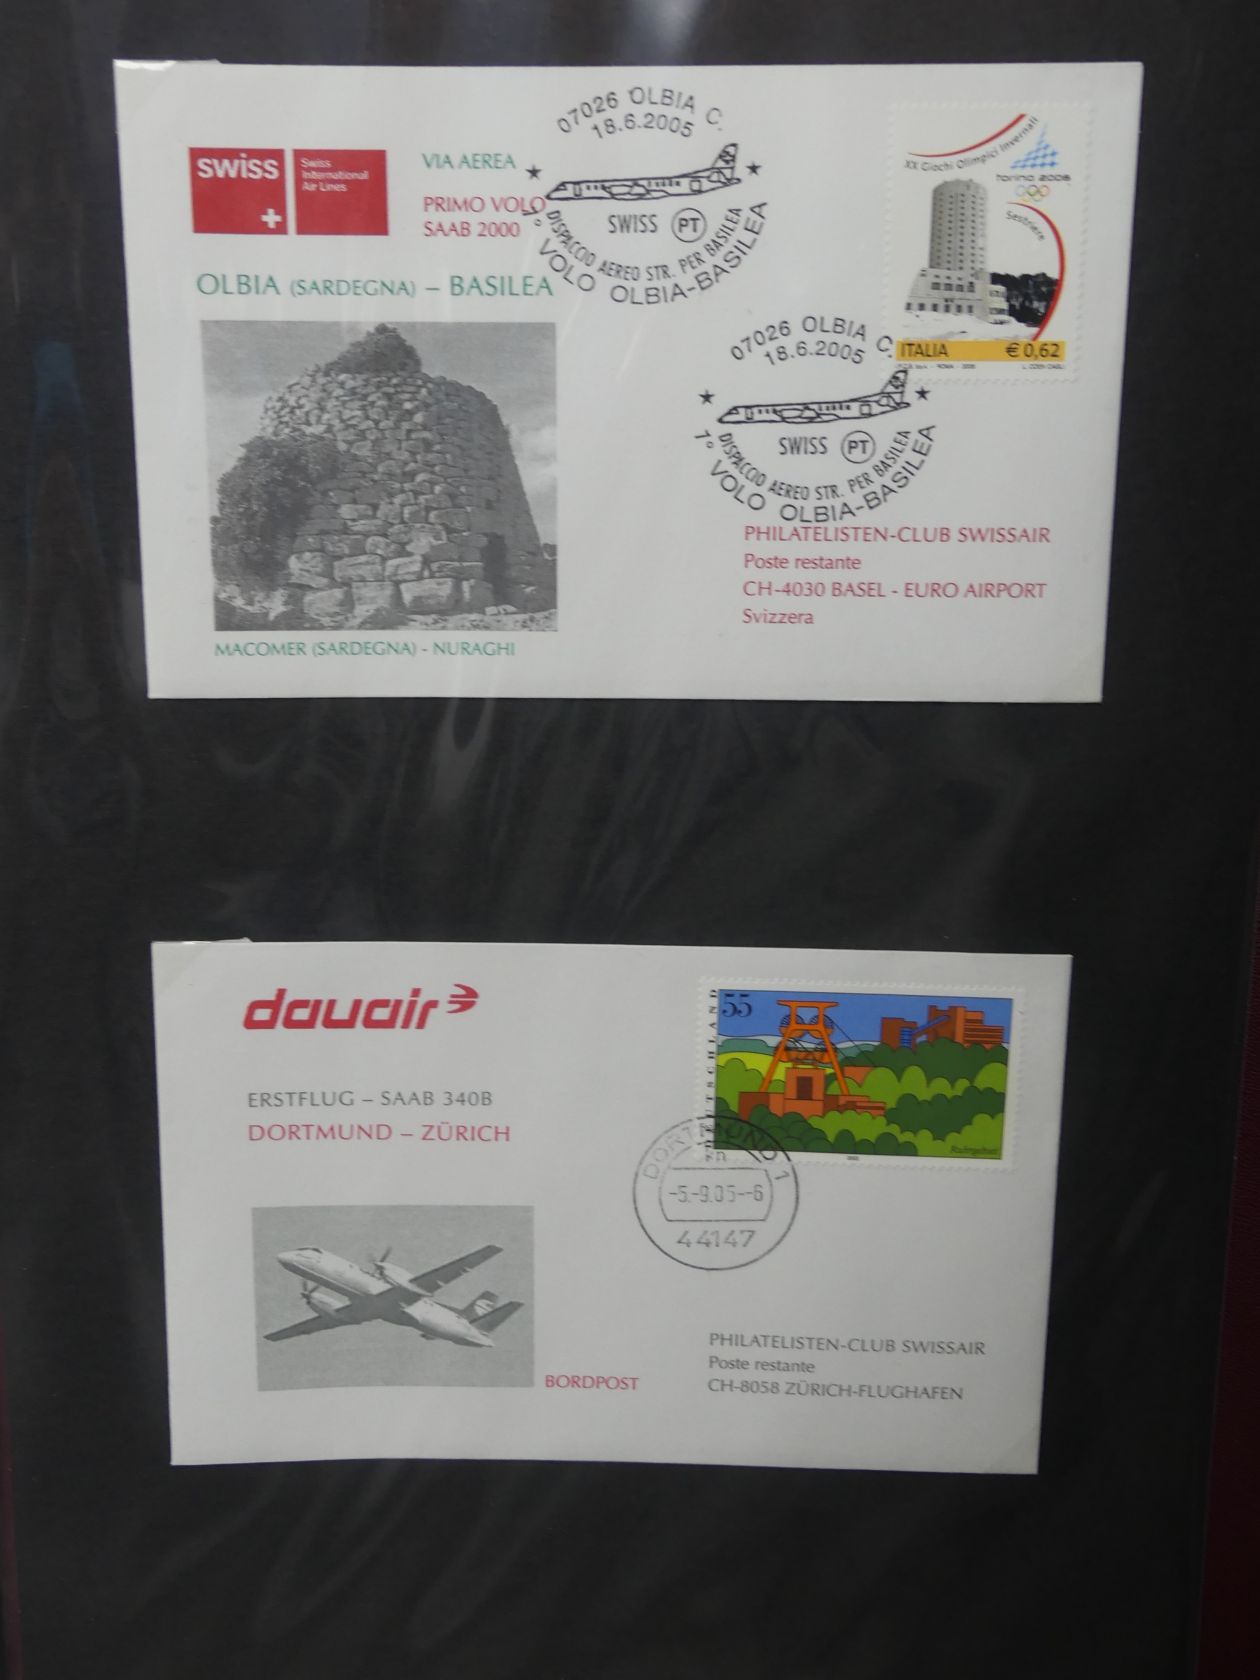 swiss
Swiss
International
Air Lines
VIA AEREA
PRIMO VOLO
SAAB 2000
OLBIA (SARDEGNA) – BASILEA
MACOMER (SARDEGNA) - NURAGHI
07026 OLBIA C.
18.6.2005
SWISS PT
DISPACCIO AEREO STR. PER BASILEA
1° VOLO OLBIA-BASILEA
XX Giochi Olimpici Invernali
torino 2006
Sestriere
ITALIA €0,62
07026 OLBIA C.
18.6.2005
SWISS PT
DISPACCIO AEREO STR. PER BASILEA
1° VOLO OLBIA-BASILEA
PHILATELISTEN-CLUB SWISSAIR
Poste restante
CH-4030 BASEL - EURO AIRPORT
Svizzera
dauair
ERSTFLUG – SAAB 340B
DORTMUND – ZÜRICH
BORDPOST
55
DEUTSCHLAND
Ruhrgebiet
DORTMUND 1
-5.-9.05--6
44147
PHILATELISTEN-CLUB SWISSAIR
Poste restante
CH-8058 ZÜRICH-FLUGHAFEN